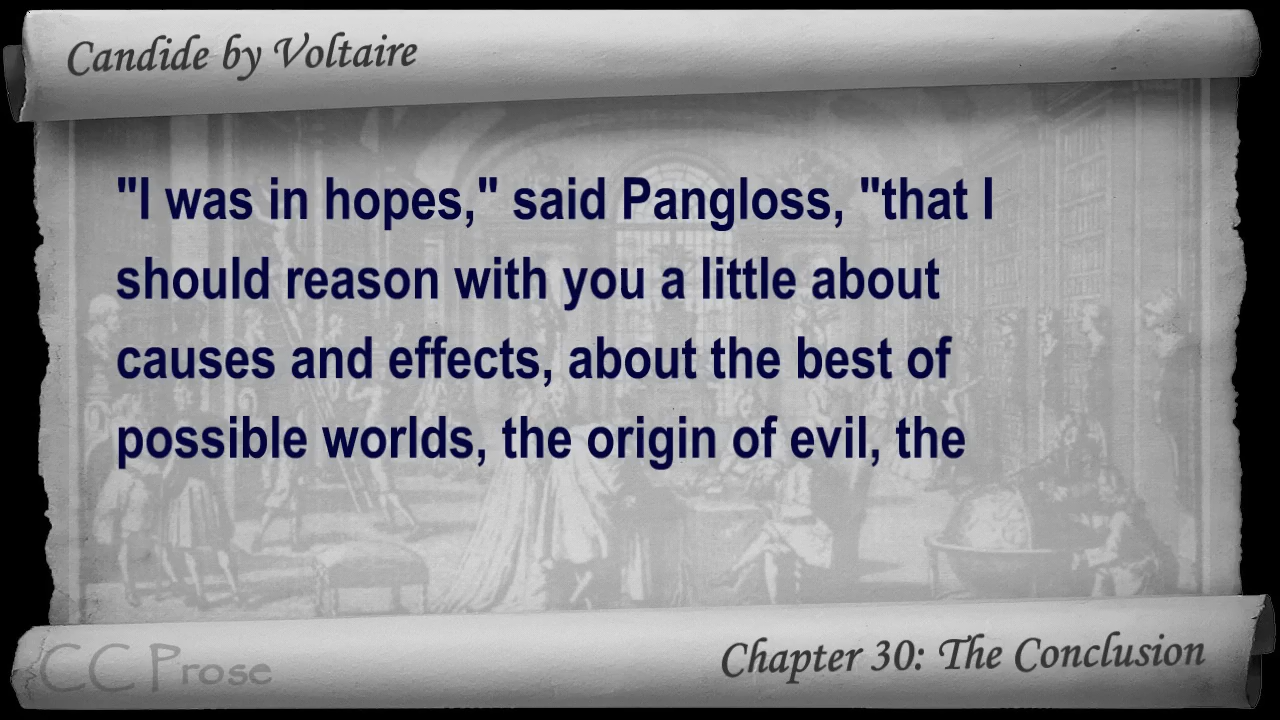 Candide by Voltaire
"I was in hopes," said Pangloss, "that I
should reason with you a little about
causes and effects, about the best of
possible worlds, the origin of evil, the
CC Prose
Chapter 30: The Conclusion